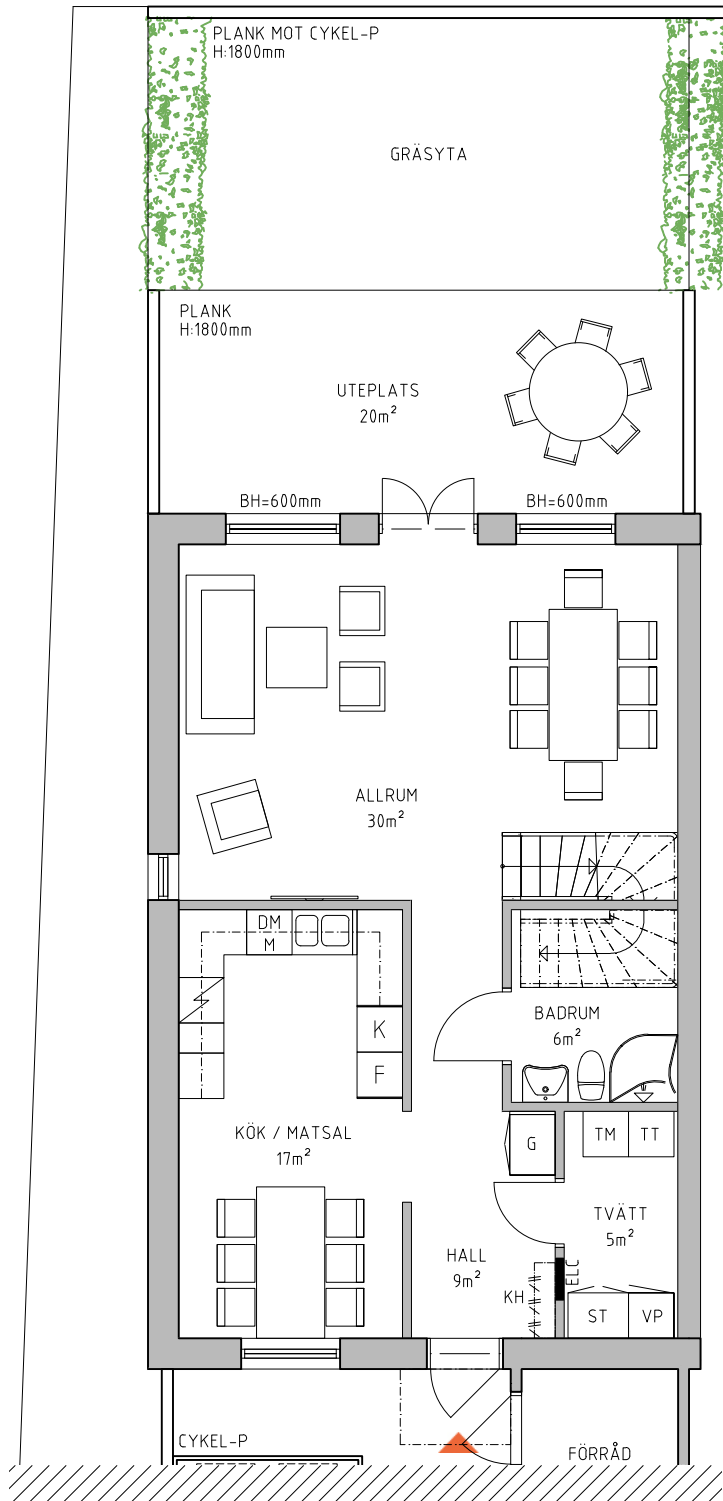 PLANK MOT CYKEL-P
H:1800mm
GRÄSYTA
PLANK
H:1800mm
UTEPLATS
20m²
BH=600mm
BH=600mm
ALLRUM
30m²
DM
M
K
F
BADRUM
6m²
KÖK / MATSAL
17m²
G
TM
TT
TVÄTT
5m²
HALL
9m²
ELC
KH
ST
VP
CYKEL-P
FÖRRÅD